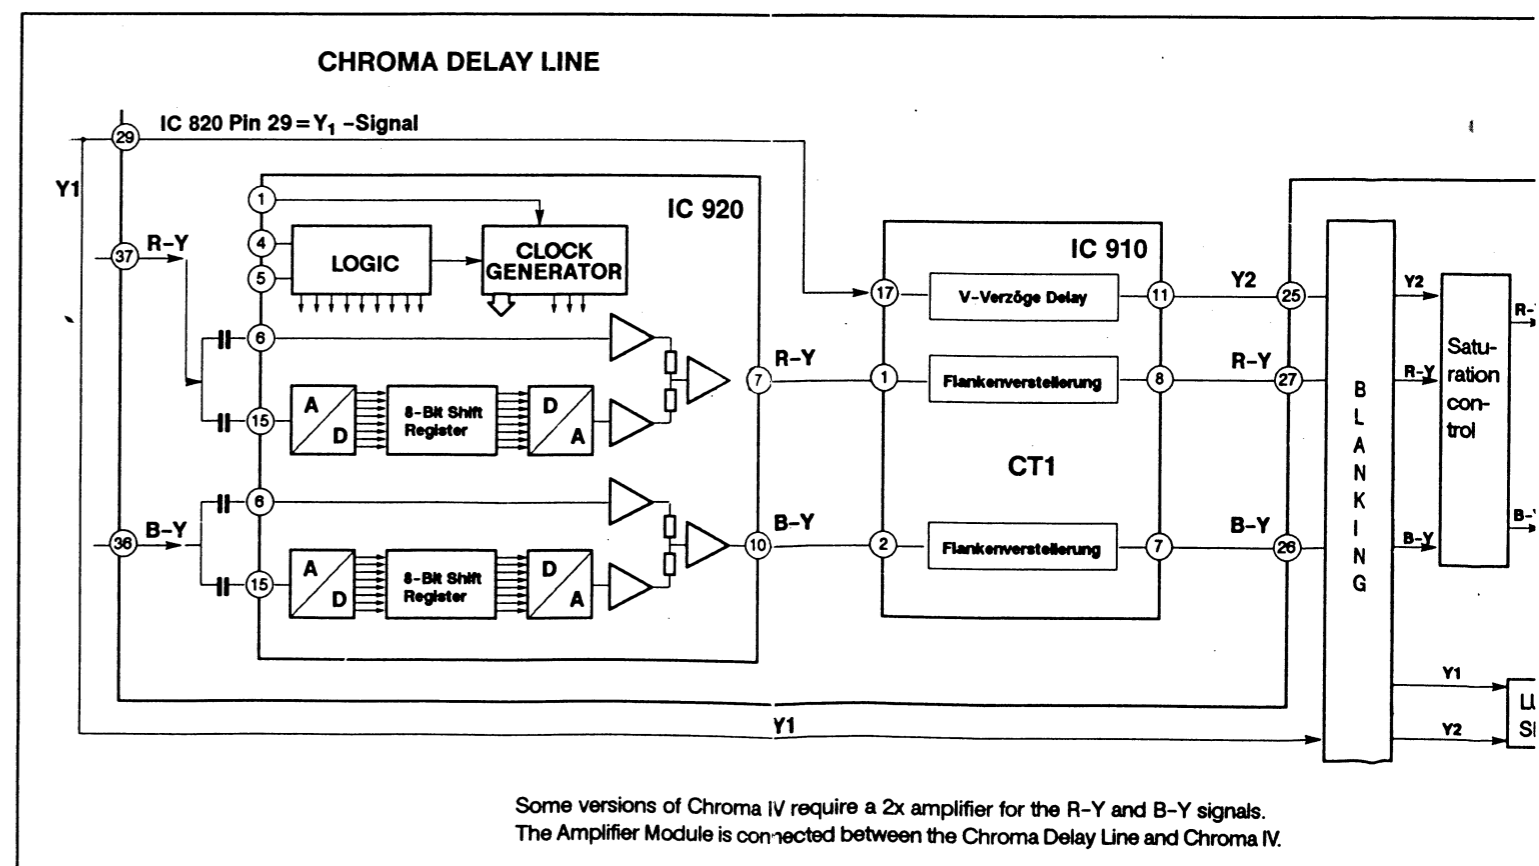 CHROMA DELAY LINE
29
IC 820 Pin 29 = Y1 –Signal
Y1
37
R–Y
IC 920
1
4
5
LOGIC
CLOCK
GENERATOR
6
15
A
D
8-Bit Shift
Register
D
A
7
R–Y
36
B–Y
6
15
A
D
8-Bit Shift
Register
D
A
10
B–Y
IC 910
17
V–Verzöge Delay
11
Y2
25
1
Flankenversteilerung
8
R–Y
27
CT1
2
Flankenversteilerung
7
B–Y
26
B
L
A
N
K
I
N
G
Y2
R–Y
B–Y
Satu-
ration
con-
trol
R-
B-
Y1
Y2
Y1
Some versions of Chroma IV require a 2x amplifier for the R–Y and B–Y signals.
The Amplifier Module is connected between the Chroma Delay Line and Chroma IV.